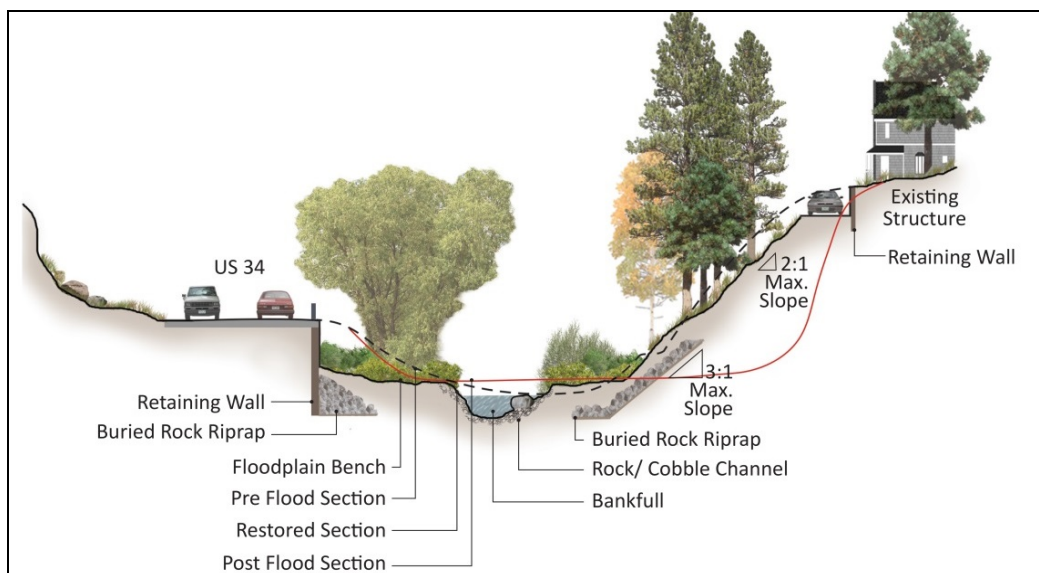 US 34
Existing
Structure
Retaining Wall
2:1
Max.
Slope
3:1
Max.
Slope
Retaining Wall
Buried Rock Riprap
Floodplain Bench
Pre Flood Section
Restored Section
Post Flood Section
Buried Rock Riprap
Rock/ Cobble Channel
Bankfull